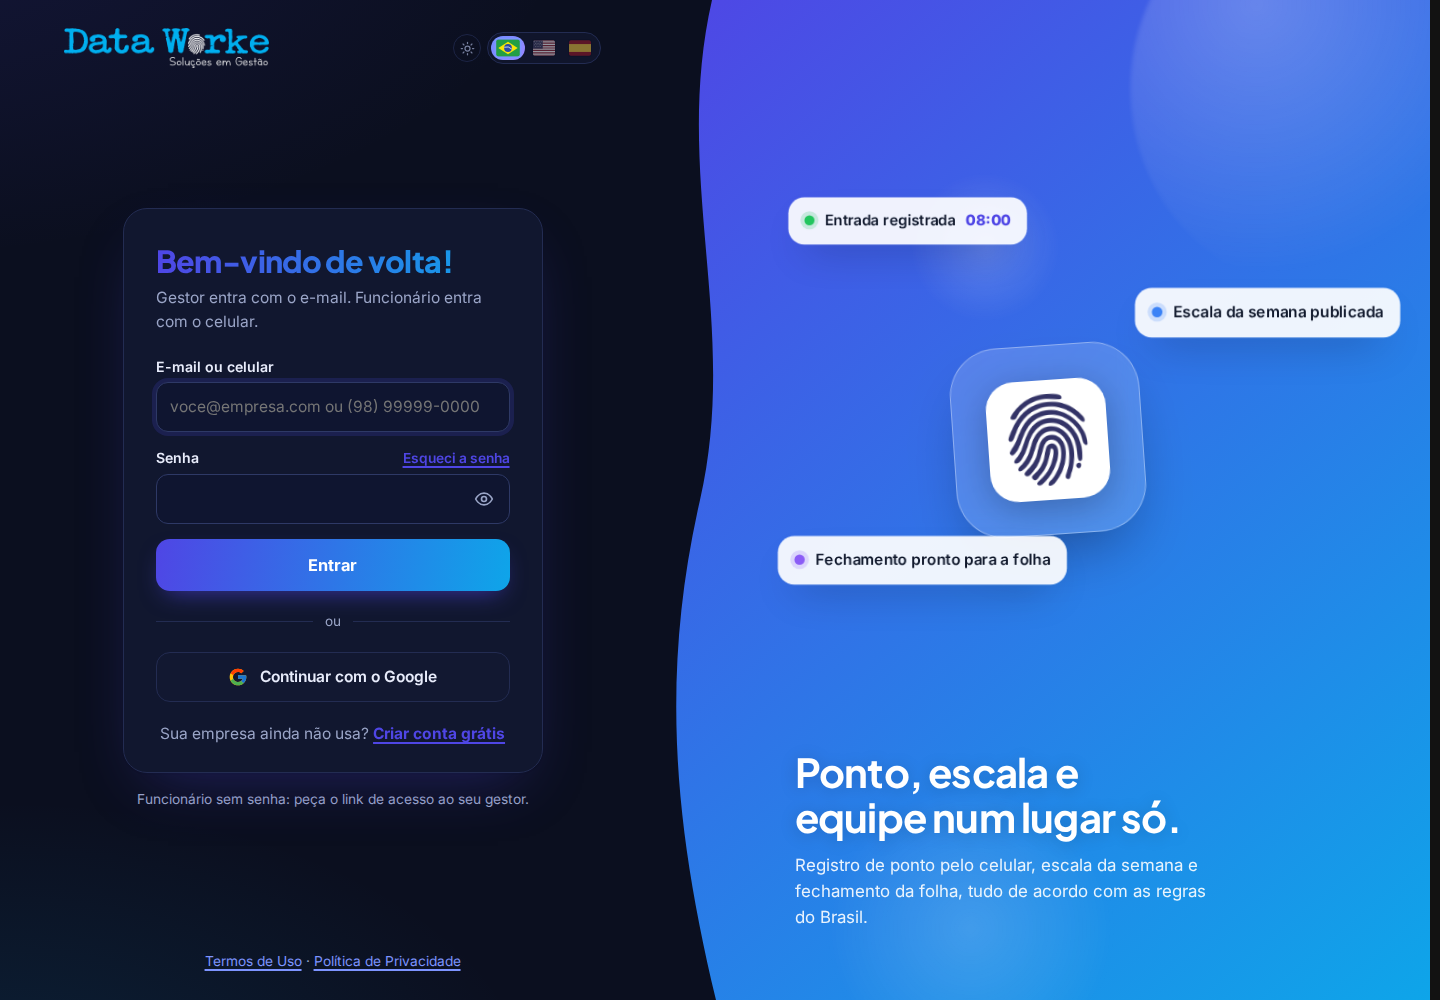 Data Worke
Soluções em Gestão
Bem-vindo de volta!
Gestor entra com o e-mail. Funcionário entra
com o celular.
E-mail ou celular
voce@empresa.com ou (98) 99999-0000
Senha
Esqueci a senha
Entrar
ou
Continuar com o Google
Sua empresa ainda não usa? Criar conta grátis
Funcionário sem senha: peça o link de acesso ao seu gestor.
Termos de Uso · Política de Privacidade
Entrada registrada 08:00
Escala da semana publicada
Fechamento pronto para a folha
Ponto, escala e
equipe num lugar só.
Registro de ponto pelo celular, escala da semana e
fechamento da folha, tudo de acordo com as regras
do Brasil.